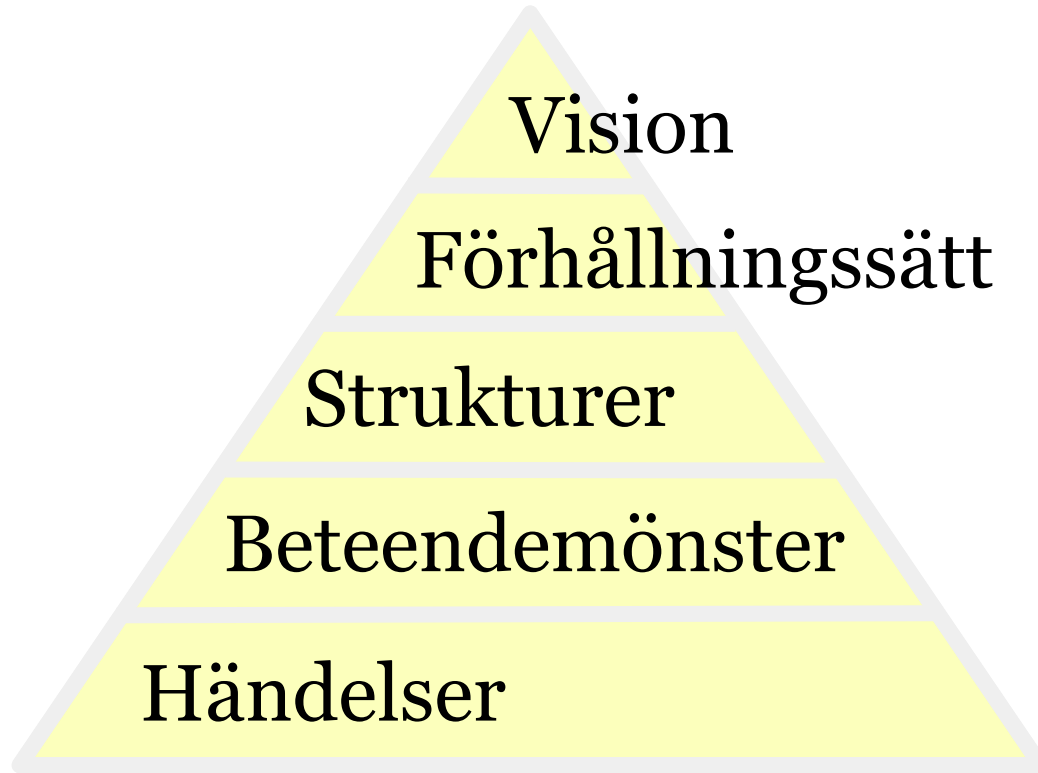 Vision
Förhållningssätt
Strukturer
Beteendemönster
Händelser